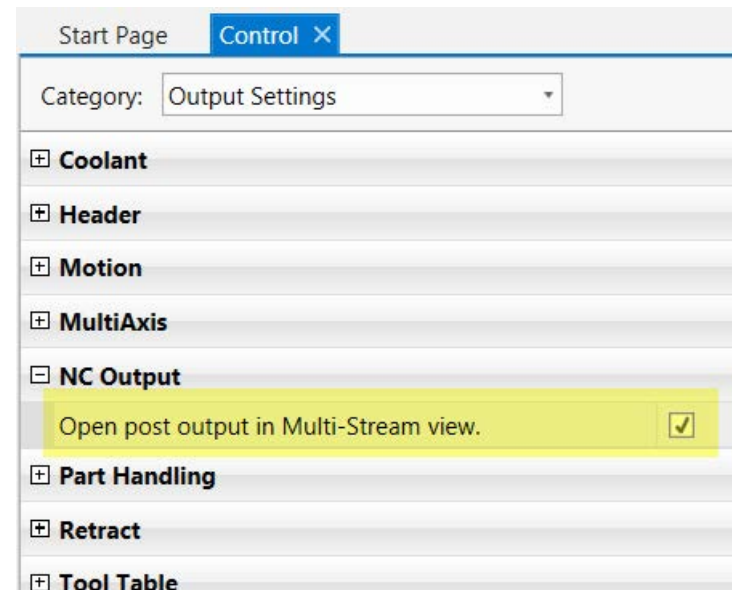 Start Page Control ×
Category: Output Settings
Coolant
Header
Motion
MultiAxis
NC Output
Open post output in Multi-Stream view.
Part Handling
Retract
Tool Table